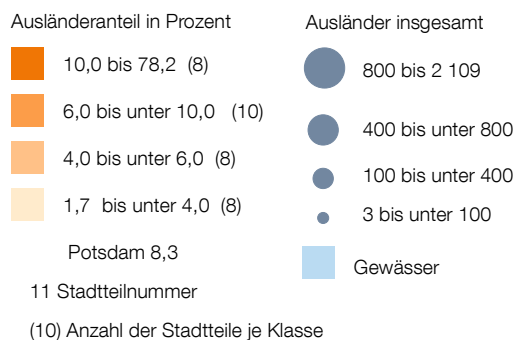 Ausländeranteil in Prozent
10,0 bis 78,2 (8)
6,0 bis unter 10,0 (10)
4,0 bis unter 6,0 (8)
1,7 bis unter 4,0 (8)
Potsdam 8,3
11 Stadtteilnummer
(10) Anzahl der Stadtteile je Klasse
Ausländer insgesamt
800 bis 2 109
400 bis unter 800
100 bis unter 400
3 bis unter 100
Gewässer